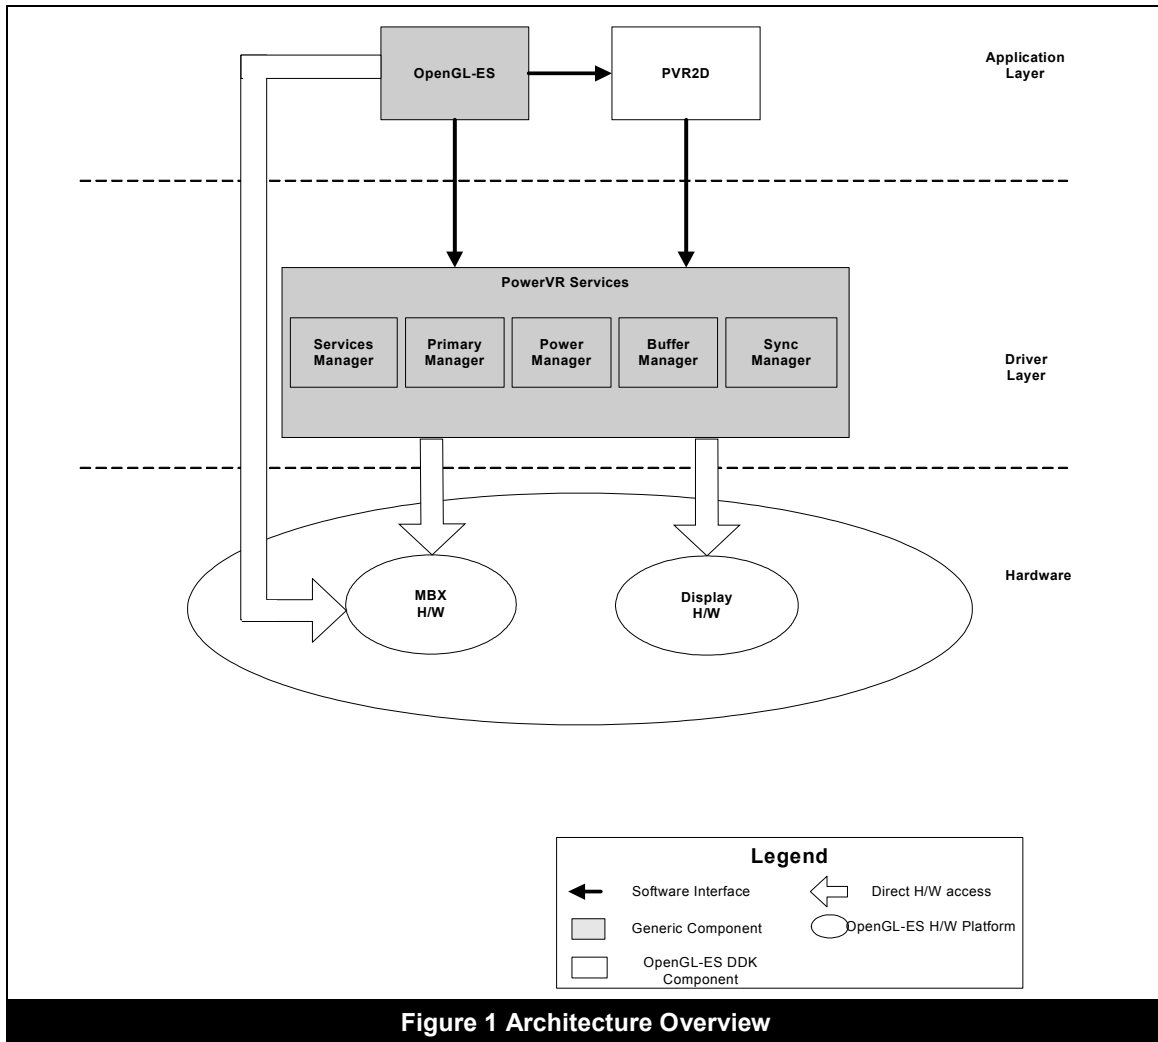 OpenGL-ES
PVR2D
Application
Layer
PowerVR Services
Services
Manager
Primary
Manager
Power
Manager
Buffer
Manager
Sync
Manager
Driver
Layer
MBX
H/W
Display
H/W
Hardware
Legend
Software Interface
Direct H/W access
Generic Component
OpenGL-ES H/W Platform
OpenGL-ES DDK
Component
Figure 1 Architecture Overview